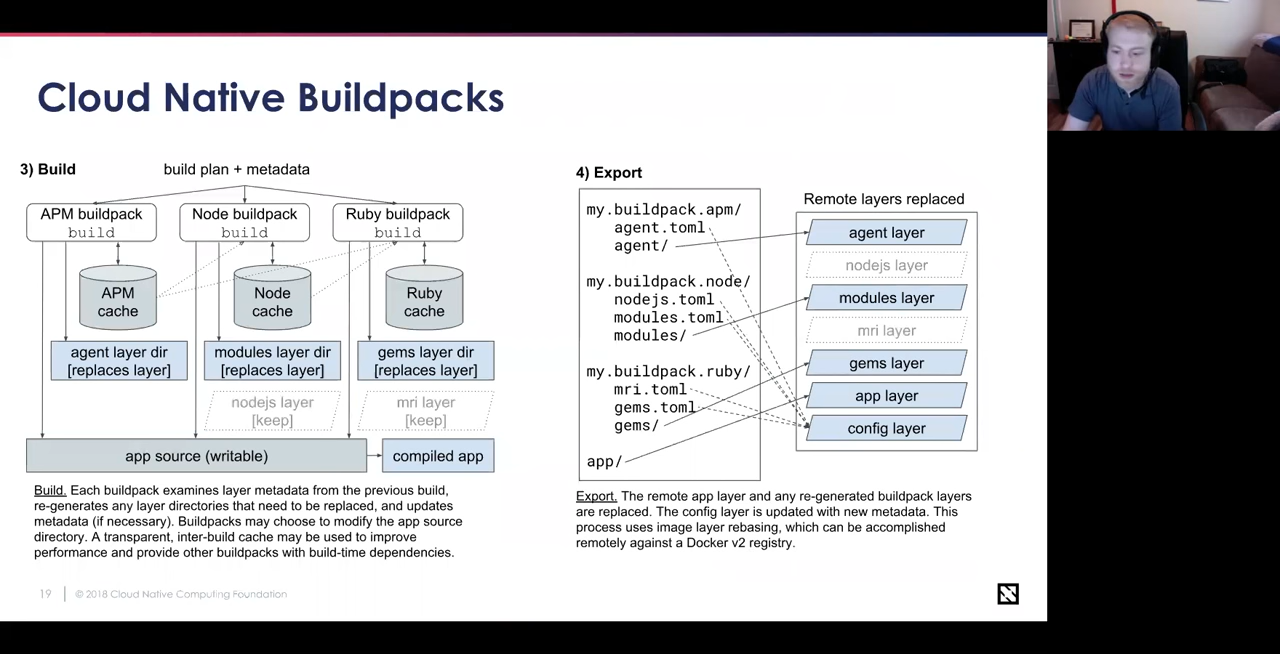 Cloud Native Buildpacks
3) Build
build plan + metadata
APM buildpack
build
Node buildpack
build
Ruby buildpack
build
APM
cache
Node
cache
Ruby
cache
agent layer dir
[replaces layer]
modules layer dir
[replaces layer]
gems layer dir
[replaces layer]
nodejs layer
[keep]
mri layer
[keep]
app source (writable)
compiled app
Build. Each buildpack examines layer metadata from the previous build,
re-generates any layer directories that need to be replaced, and updates
metadata (if necessary). Buildpacks may choose to modify the app source
directory. A transparent, inter-build cache may be used to improve
performance and provide other buildpacks with build-time dependencies.
4) Export
my.buildpack.apm/
agent.toml
agent/
my.buildpack.node/
nodejs.toml
modules.toml
modules/
my.buildpack.ruby/
mri.toml
gems.toml
gems/
app/
Remote layers replaced
agent layer
nodejs layer
modules layer
mri layer
gems layer
app layer
config layer
Export. The remote app layer and any re-generated buildpack layers
are replaced. The config layer is updated with new metadata. This
process uses image layer rebasing, which can be accomplished
remotely against a Docker v2 registry.
19
© 2018 Cloud Native Computing Foundation